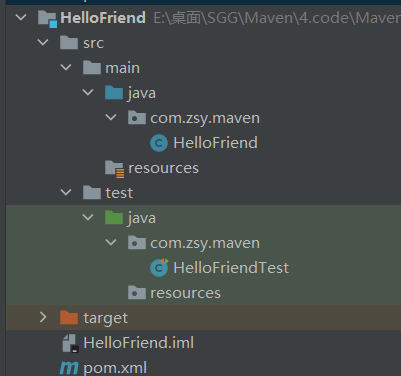 HelloFriend E:\桌面\SGG\Maven\4.code\Maven
src
main
java
com.zsy.maven
HelloFriend
resources
test
java
com.zsy.maven
HelloFriendTest
resources
target
HelloFriend.iml
pom.xml